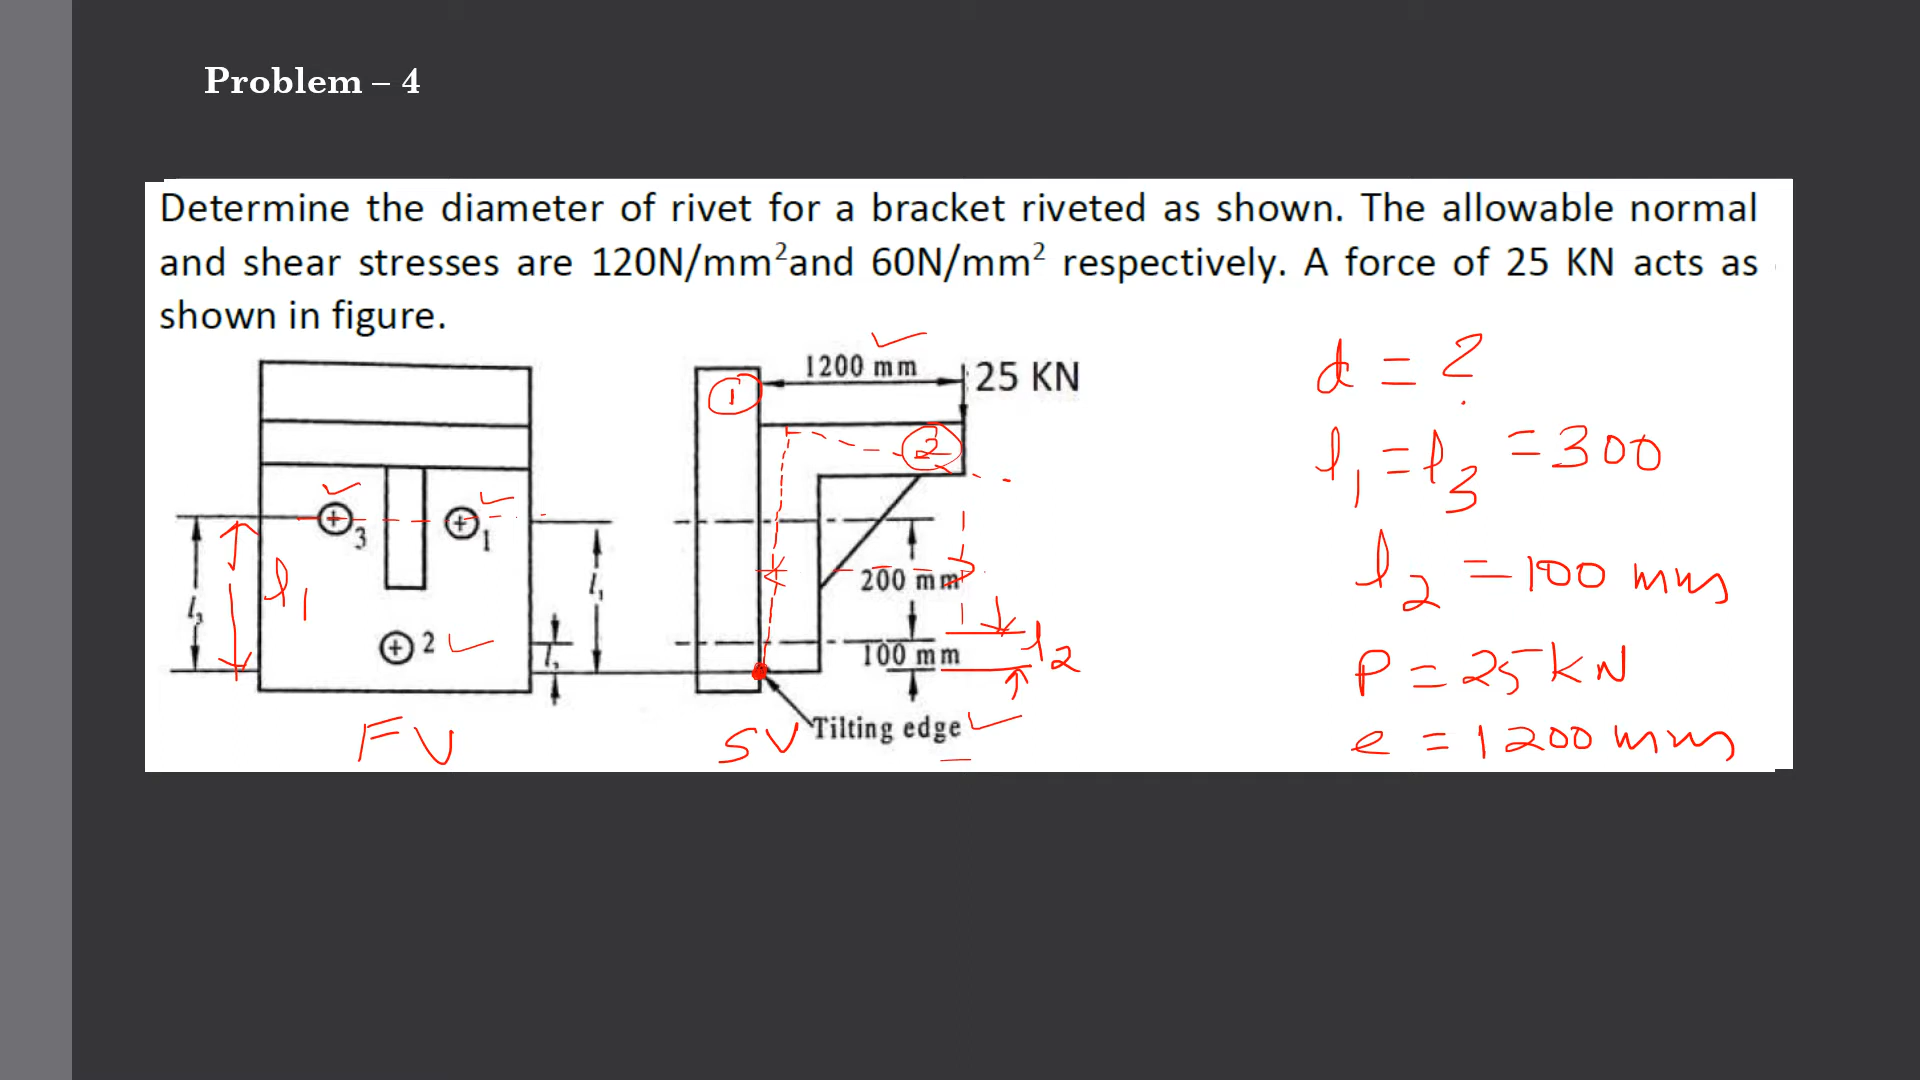 Problem – 4
Determine the diameter of rivet for a bracket riveted as shown. The allowable normal
and shear stresses are 120N/mm²and 60N/mm² respectively. A force of 25 KN acts as
shown in figure.
1200 mm
25 KN
1
2
3
1
l₃
l₁
l₁
200 mm
2
l₂
100 mm
l₂
Tilting edge
FV
SV
d = ?
l₁ = l₃ = 300
l₂ = 100 mm
P = 25 kN
e = 1200 mm